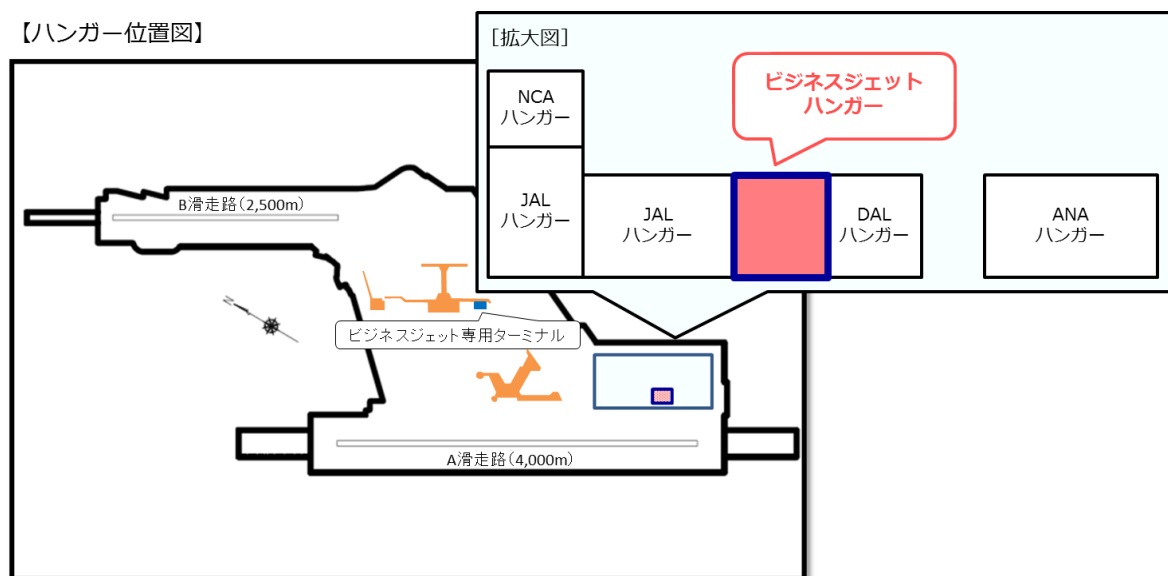 【ハンガー位置図】
[拡大図]
ビジネスジェット
ハンガー
NCA
ハンガー
JAL
ハンガー
JAL
ハンガー
DAL
ハンガー
ANA
ハンガー
B滑走路(2,500m)
N
ビジネスジェット専用ターミナル
A滑走路(4,000m)